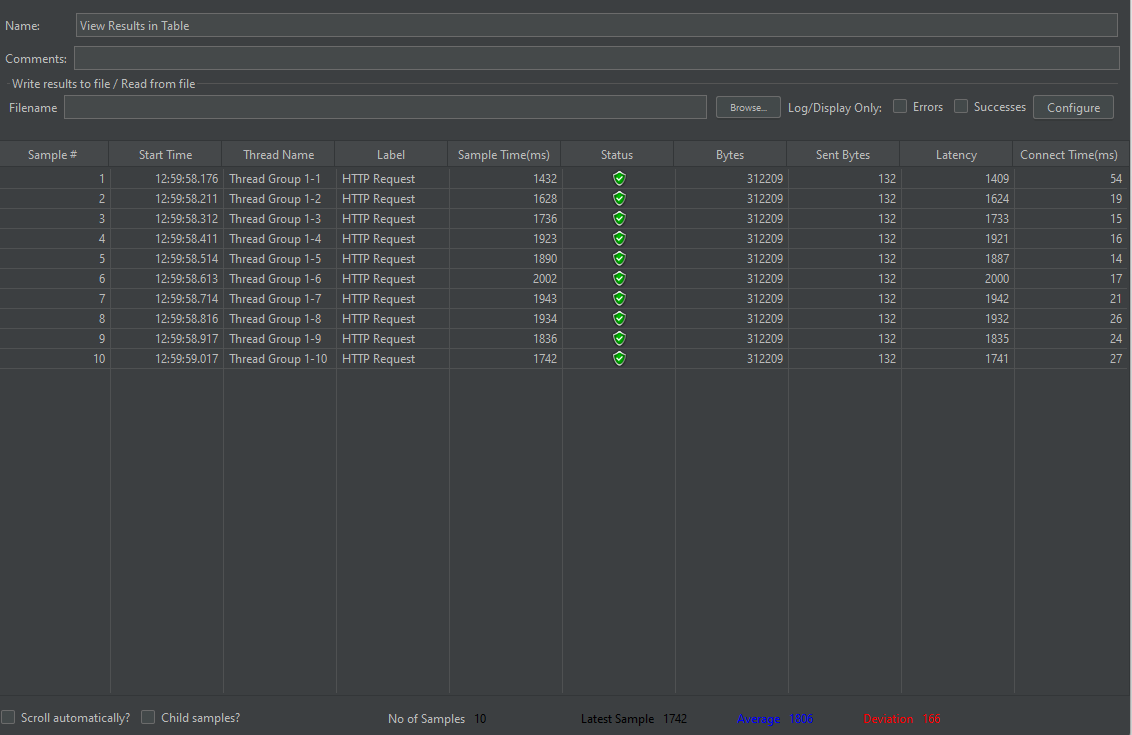 Name: View Results in Table
Comments:
Write results to file / Read from file
Filename Browse... Log/Display Only: Errors Successes Configure
Sample # Start Time Thread Name Label Sample Time(ms) Status Bytes Sent Bytes Latency Connect Time(ms)
1 12:59:58.176 Thread Group 1-1 HTTP Request 1432 312209 132 1409 54
2 12:59:58.211 Thread Group 1-2 HTTP Request 1628 312209 132 1624 19
3 12:59:58.312 Thread Group 1-3 HTTP Request 1736 312209 132 1733 15
4 12:59:58.411 Thread Group 1-4 HTTP Request 1923 312209 132 1921 16
5 12:59:58.514 Thread Group 1-5 HTTP Request 1890 312209 132 1887 14
6 12:59:58.613 Thread Group 1-6 HTTP Request 2002 312209 132 2000 17
7 12:59:58.714 Thread Group 1-7 HTTP Request 1943 312209 132 1942 21
8 12:59:58.816 Thread Group 1-8 HTTP Request 1934 312209 132 1932 26
9 12:59:58.917 Thread Group 1-9 HTTP Request 1836 312209 132 1835 24
10 12:59:59.017 Thread Group 1-10 HTTP Request 1742 312209 132 1741 27
Scroll automatically? Child samples? No of Samples 10 Latest Sample 1742 Average 1806 Deviation 166